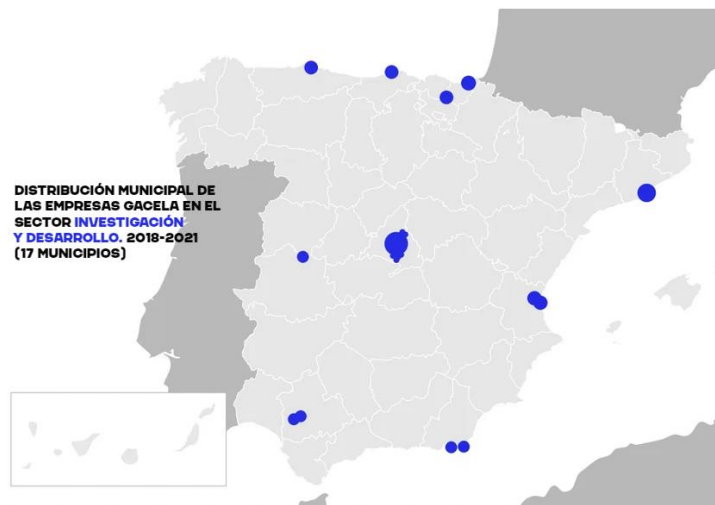 DISTRIBUCIÓN MUNICIPAL DE
LAS EMPRESAS GACELA EN EL
SECTOR INVESTIGACIÓN
Y DESARROLLO. 2018-2021
(17 MUNICIPIOS)